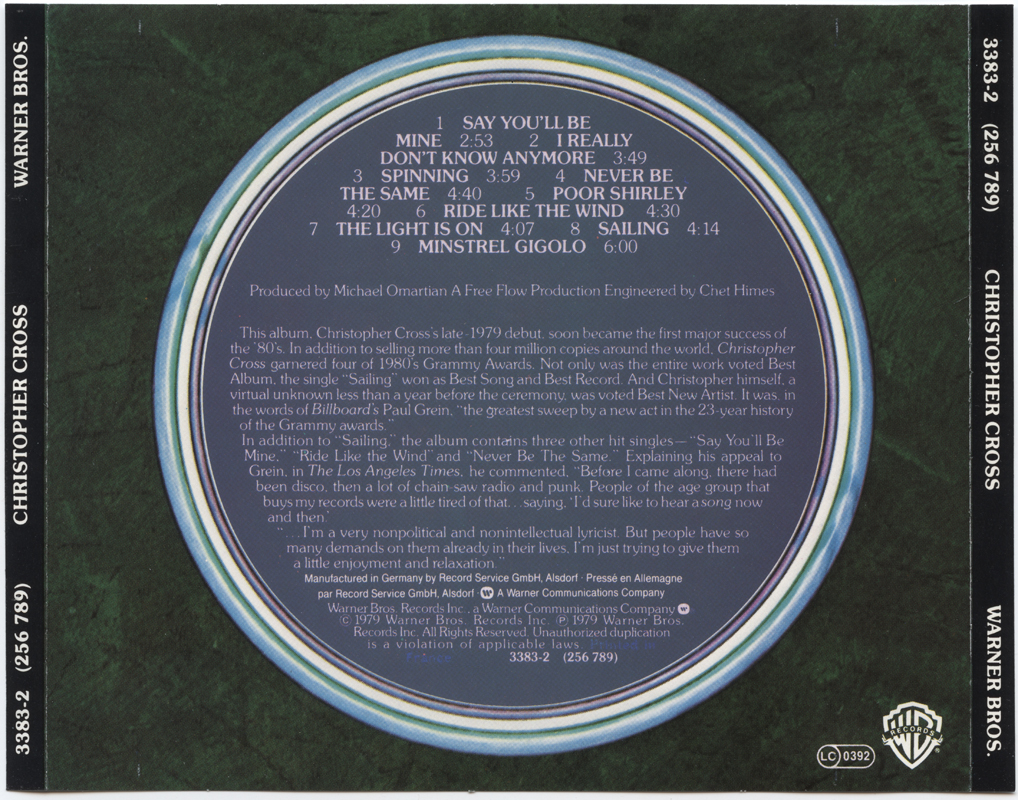 WARNER BROS.
CHRISTOPHER CROSS
3383-2 (256 789)
1 SAY YOU'LL BE
MINE 2:53 2 I REALLY
DON'T KNOW ANYMORE 3:49
3 SPINNING 3:59 4 NEVER BE
THE SAME 4:40 5 POOR SHIRLEY
4:20 6 RIDE LIKE THE WIND 4:30
7 THE LIGHT IS ON 4:07 8 SAILING 4:14
9 MINSTREL GIGOLO 6:00
Produced by Michael Omartian A Free Flow Production Engineered by Chet Himes
This album, Christopher Cross's late-1979 debut, soon became the first major success of
the '80's. In addition to selling more than four million copies around the world, Christopher
Cross garnered four of 1980's Grammy Awards. Not only was the entire work voted Best
Album, the single "Sailing" won as Best Song and Best Record. And Christopher himself, a
virtual unknown less than a year before the ceremony, was voted Best New Artist. It was, in
the words of Billboard's Paul Grein, "the greatest sweep by a new act in the 23-year history
of the Grammy awards."
In addition to "Sailing," the album contains three other hit singles—"Say You'll Be
Mine," "Ride Like the Wind" and "Never Be The Same." Explaining his appeal to
Grein, in The Los Angeles Times, he commented, "Before I came along, there had
been disco, then a lot of chain-saw radio and punk. People of the age group that
buys my records were a little tired of that...saying, 'I'd sure like to hear a song now
and then.'
"...I'm a very nonpolitical and nonintellectual lyricist. But people have so
many demands on them already in their lives, I'm just trying to give them
a little enjoyment and relaxation."
Manufactured in Germany by Record Service GmbH, Alsdorf · Pressé en Allemagne
par Record Service GmbH, Alsdorf · A Warner Communications Company
Warner Bros. Records Inc., a Warner Communications Company
© 1979 Warner Bros. Records Inc. ℗ 1979 Warner Bros.
Records Inc. All Rights Reserved. Unauthorized duplication
is a violation of applicable laws. Printed in
France 3383-2 (256 789)
LC 0392
RECORDS
®
3383-2 (256 789)
CHRISTOPHER CROSS
WARNER BROS.